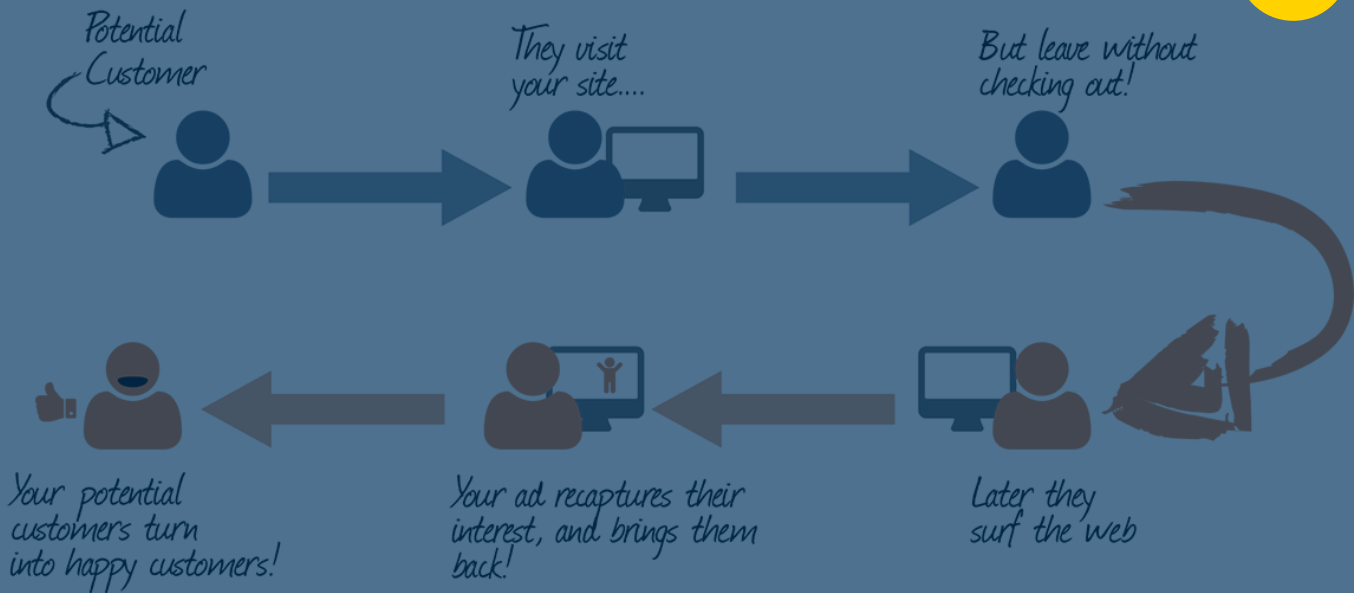 Potential
Customer
They visit
your site....
But leave without
checking out!
Later they
surf the web
Your ad recaptures their
interest, and brings them
back!
Your potential
customers turn
into happy customers!